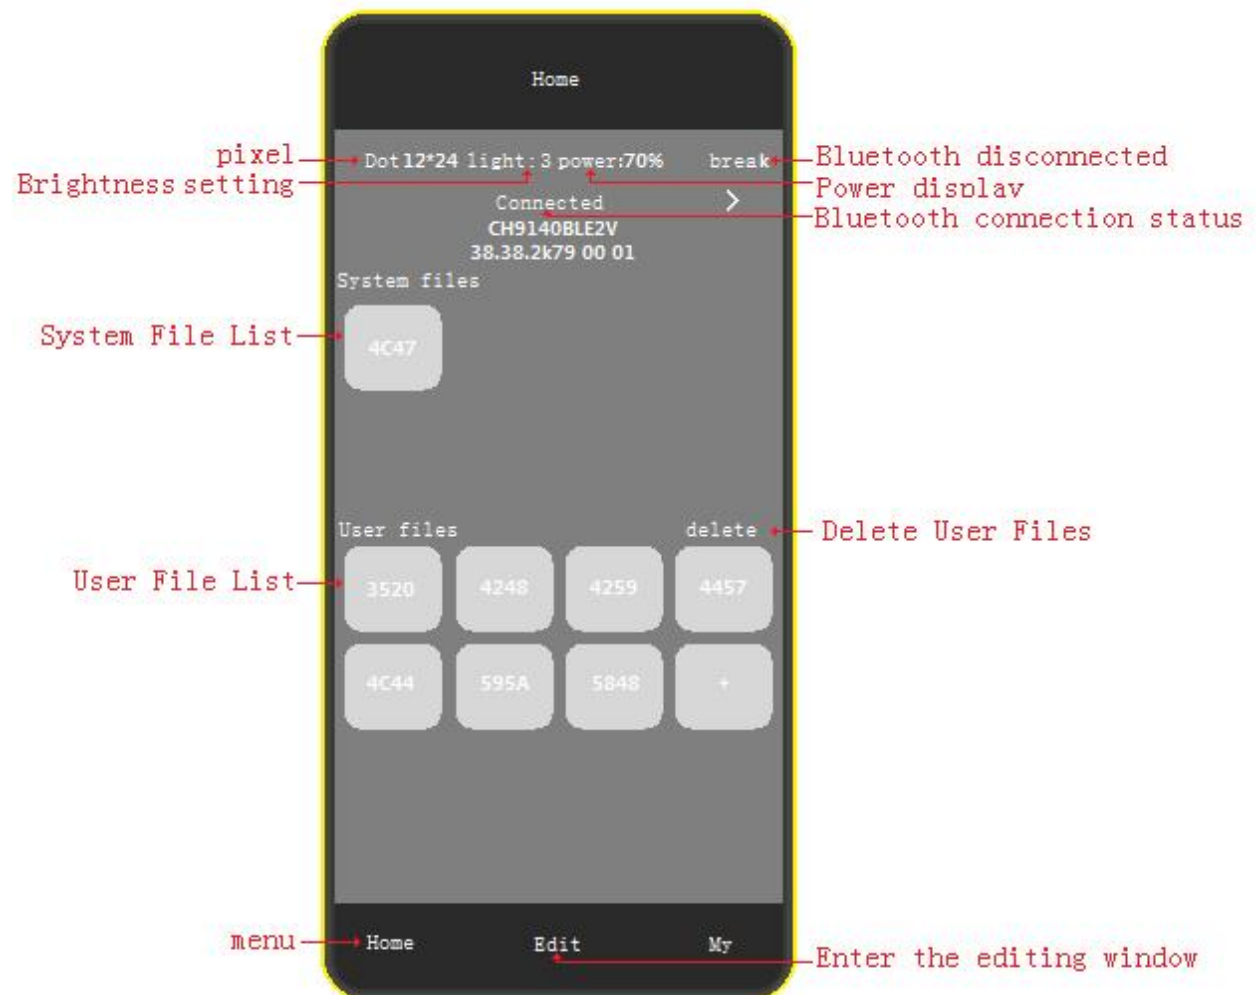 Home
pixel
Dot12*24 light:3 power:70% break
Bluetooth disconnected
Brightness setting
Power display
Connected >
Bluetooth connection status
CH9140BLE2V
38.38.2k79 00 01
System files
System File List
4C47
User files delete
Delete User Files
User File List
3520 4248 4259 4457
4C44 595A 5848 +
menu
Home Edit My
Enter the editing window